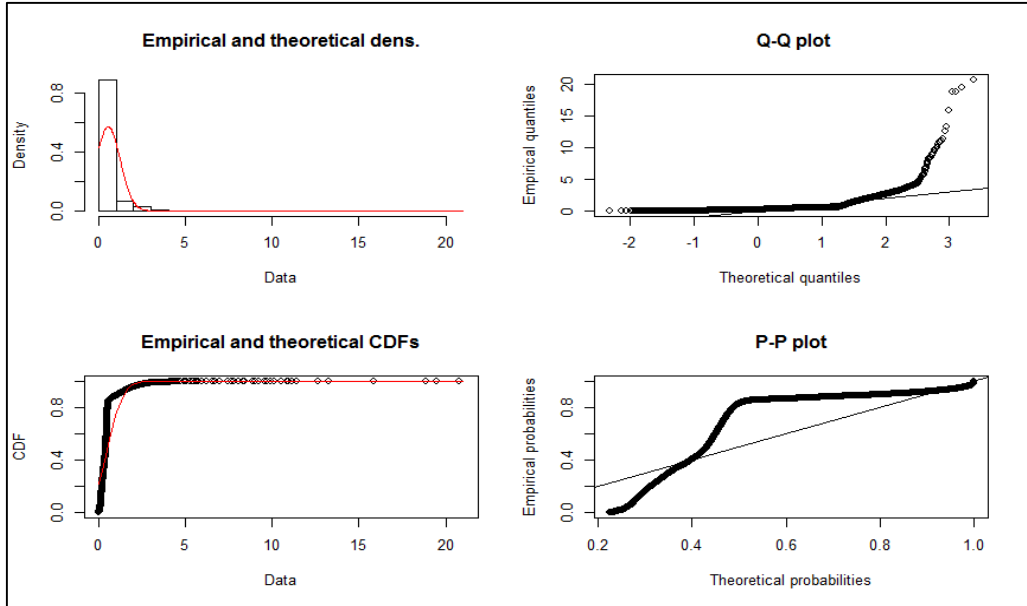 Empirical and theoretical dens.
Density
0.0 0.4 0.8
0 5 10 15 20
Data
Q-Q plot
Empirical quantiles
0 5 10 15 20
-2 -1 0 1 2 3
Theoretical quantiles
Empirical and theoretical CDFs
CDF
0.0 0.4 0.8
0 5 10 15 20
Data
P-P plot
Empirical probabilities
0.0 0.4 0.8
0.2 0.4 0.6 0.8 1.0
Theoretical probabilities